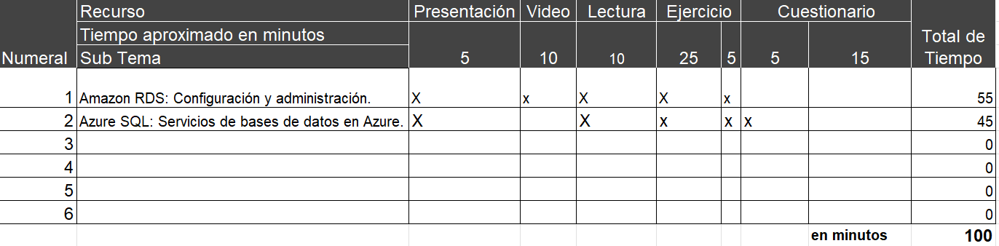 Recurso Presentación Video Lectura Ejercicio Cuestionario
Tiempo aproximado en minutos
Numeral Sub Tema 5 10 10 25 5 5 15 Total de Tiempo
1 Amazon RDS: Configuración y administración. X x X X x 55
2 Azure SQL: Servicios de bases de datos en Azure. X X x x x 45
3 0
4 0
5 0
6 0
en minutos 100